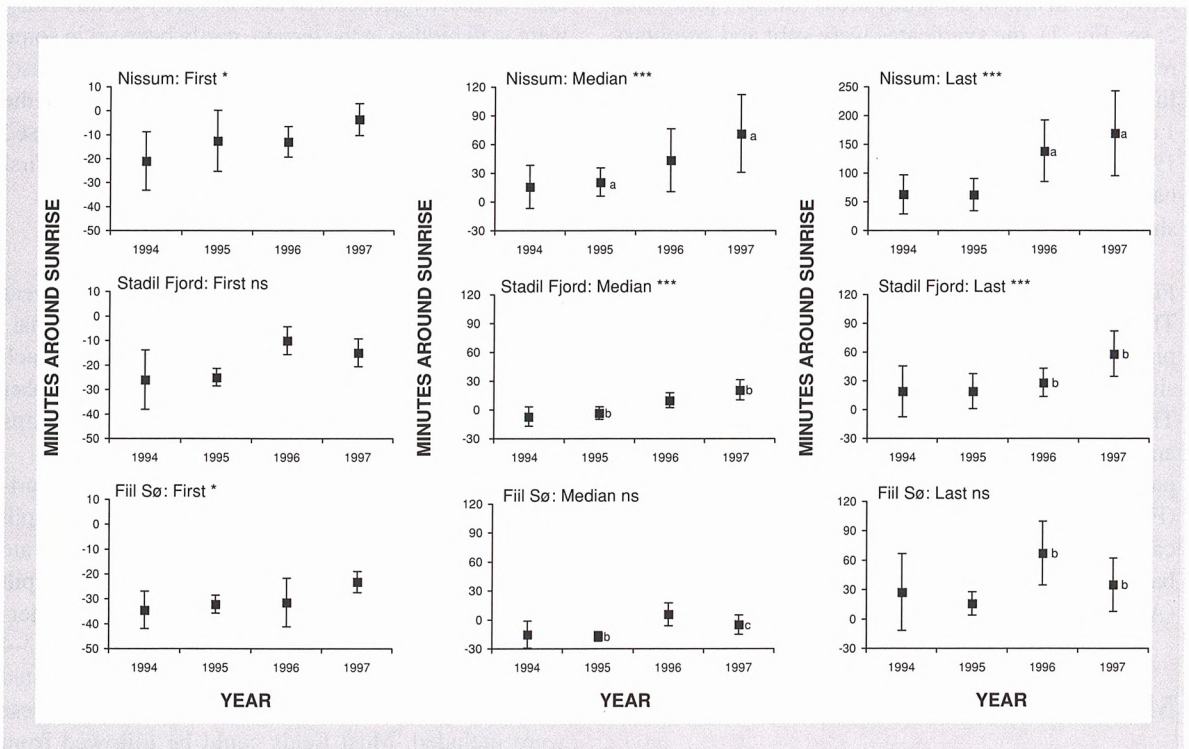 Nissum: First *
10
0
-10
-20
-30
-40
-50
1994 1995 1996 1997
Nissum: Median ***
120
90
60
30
0
-30
a
a
1994 1995 1996 1997
Nissum: Last ***
250
200
150
100
50
0
a
a
1994 1995 1996 1997
MINUTES AROUND SUNRISE
MINUTES AROUND SUNRISE
MINUTES AROUND SUNRISE
Stadil Fjord: First ns
10
0
-10
-20
-30
-40
-50
1994 1995 1996 1997
Stadil Fjord: Median ***
120
90
60
30
0
-30
b
b
1994 1995 1996 1997
Stadil Fjord: Last ***
120
90
60
30
0
-30
b
b
1994 1995 1996 1997
Fiil Sø: First *
10
0
-10
-20
-30
-40
-50
1994 1995 1996 1997
YEAR
Fiil Sø: Median ns
120
90
60
30
0
-30
b
c
1994 1995 1996 1997
YEAR
Fiil Sø: Last ns
120
90
60
30
0
-30
b
b
1994 1995 1996 1997
YEAR